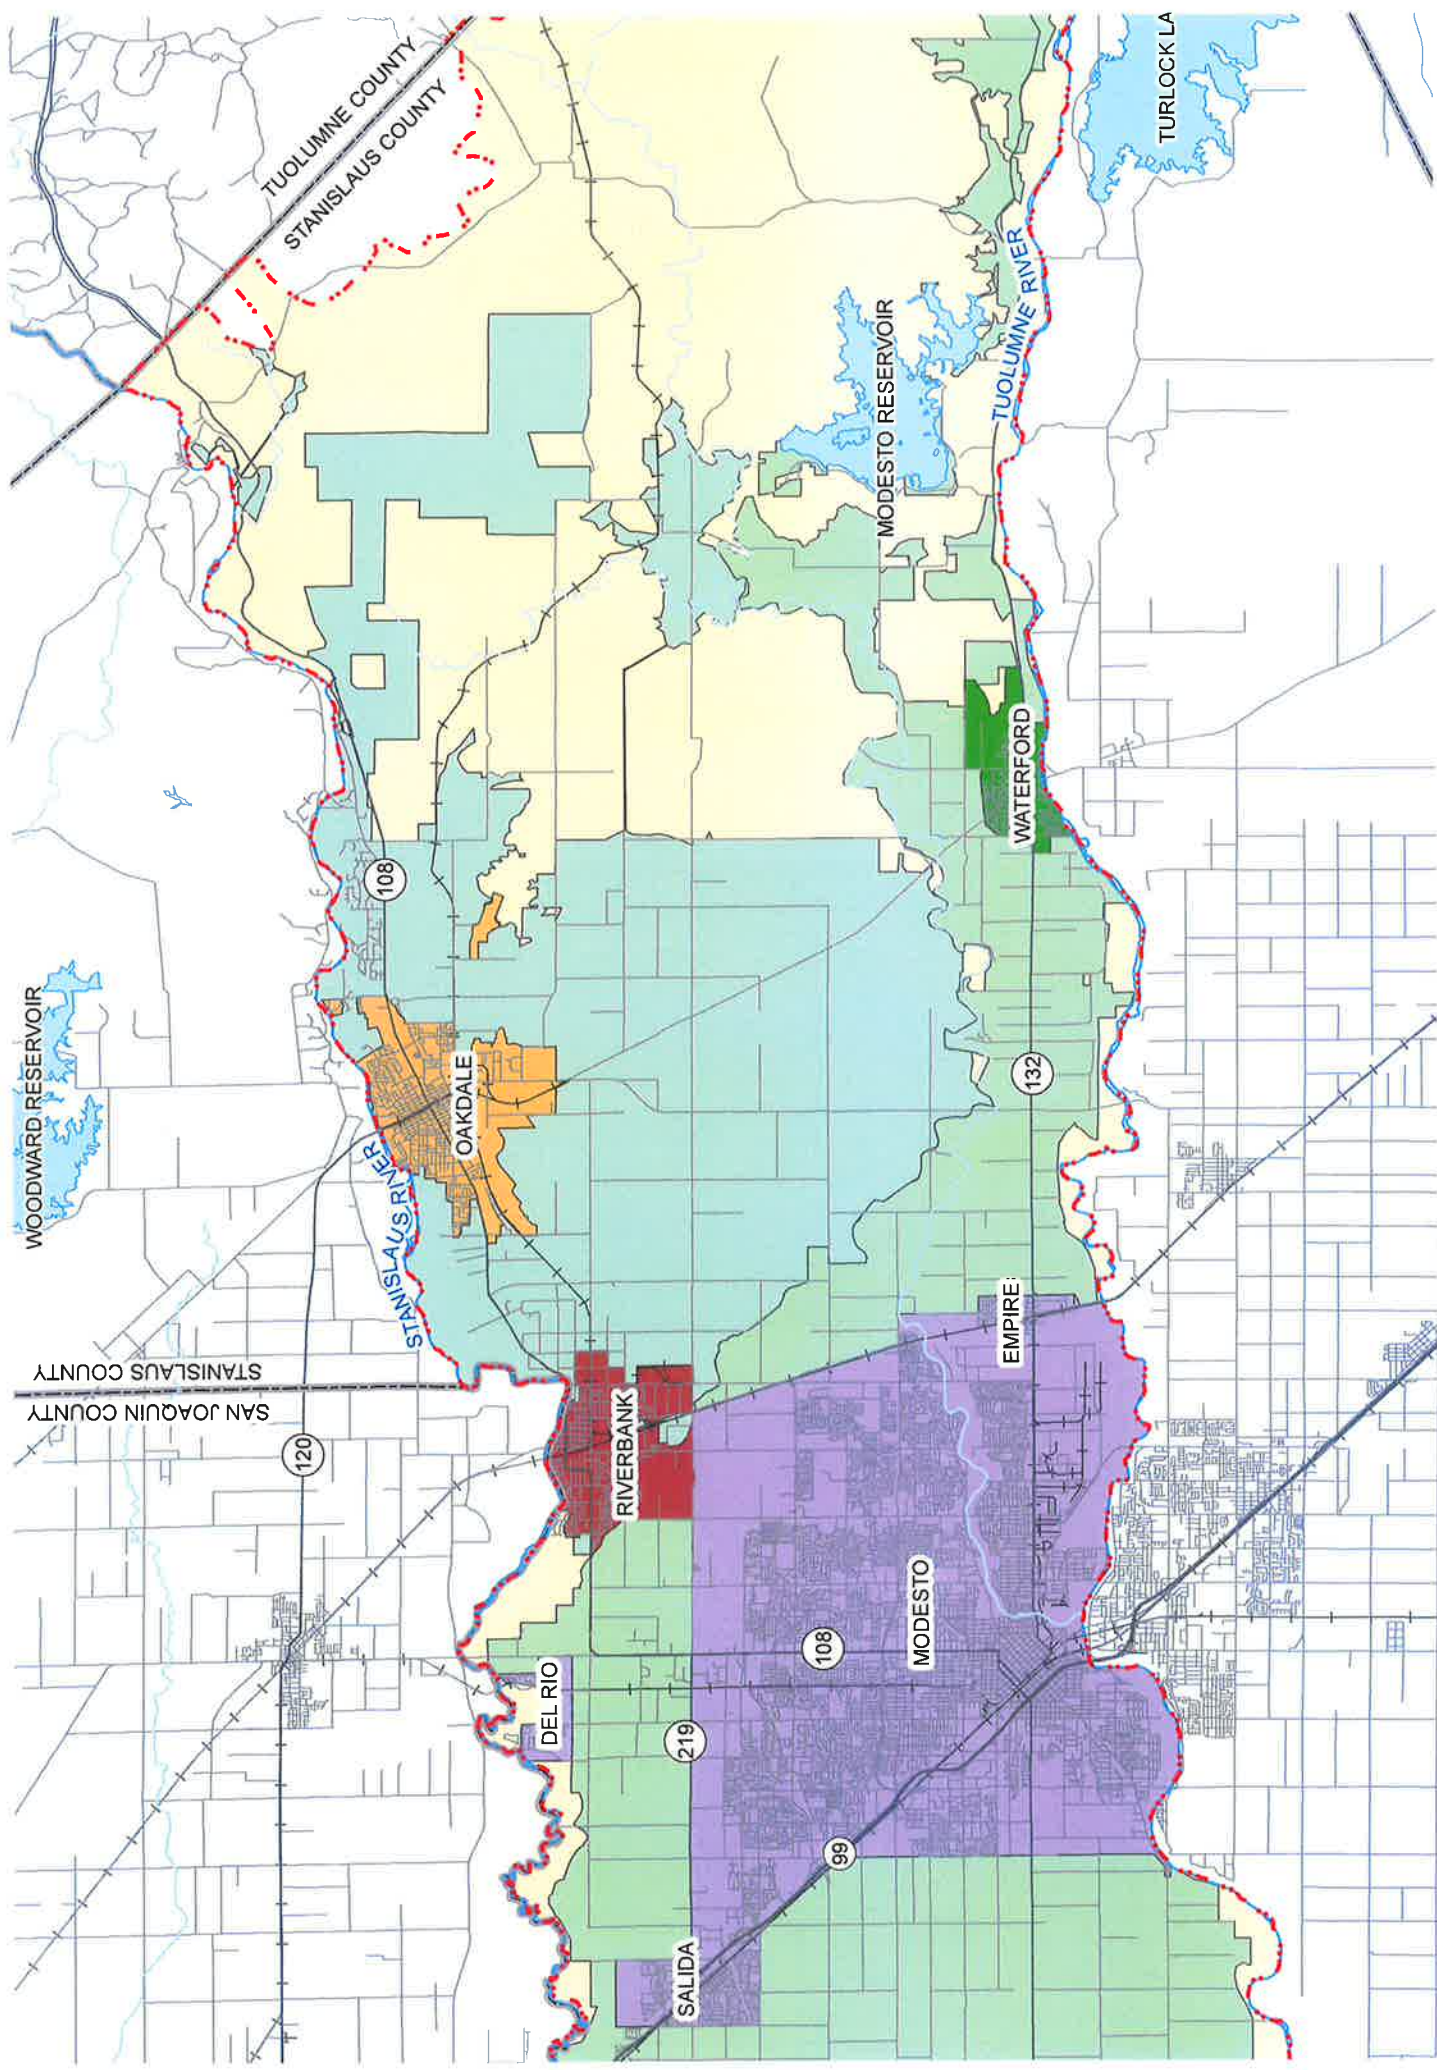 WOODWARD RESERVOIR
TUOLUMNE COUNTY
STANISLAUS COUNTY
TURLOCK LA
SAN JOAQUIN COUNTY
STANISLAUS COUNTY
STANISLAUS RIVER
120
108
OAKDALE
MODESTO RESERVOIR
TUOLUMNE RIVER
RIVERBANK
WATERFORD
DEL RIO
132
EMPIRE
219
108
MODESTO
SALIDA
99